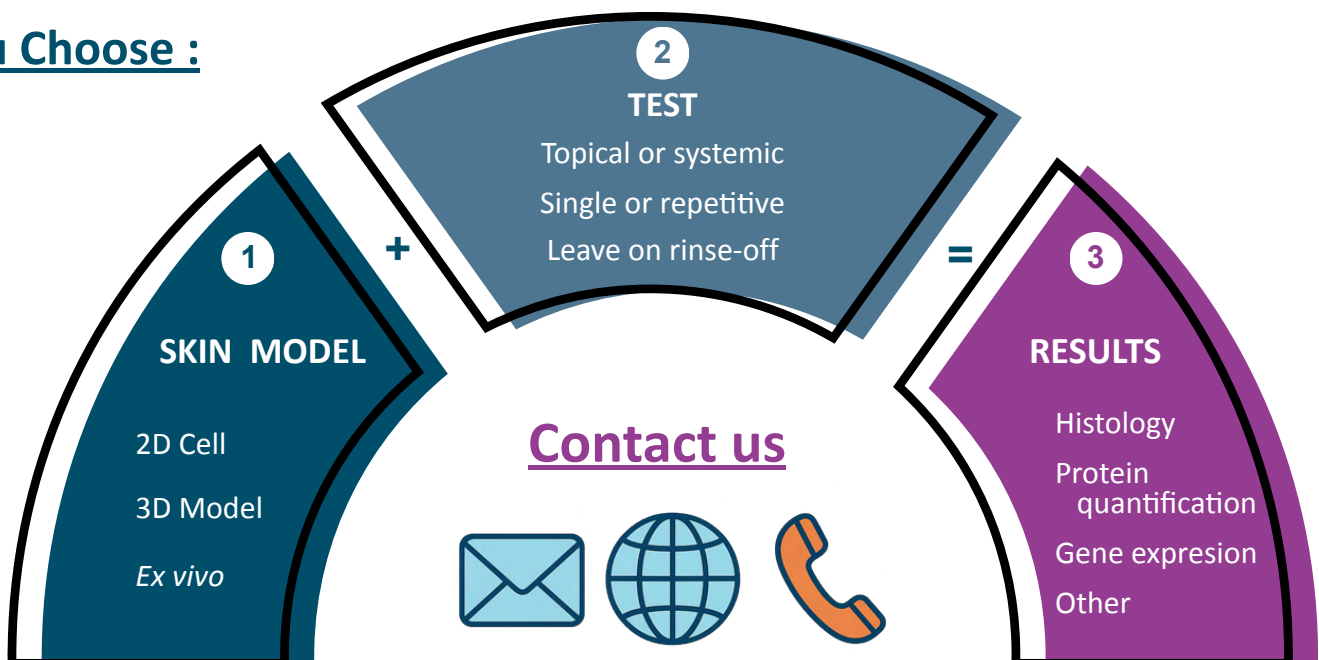 u Choose :
1
SKIN MODEL
2D Cell
3D Model
Ex vivo
+
2
TEST
Topical or systemic
Single or repetitive
Leave on rinse-off
=
3
RESULTS
Histology
Protein
quantification
Gene expresion
Other
Contact us